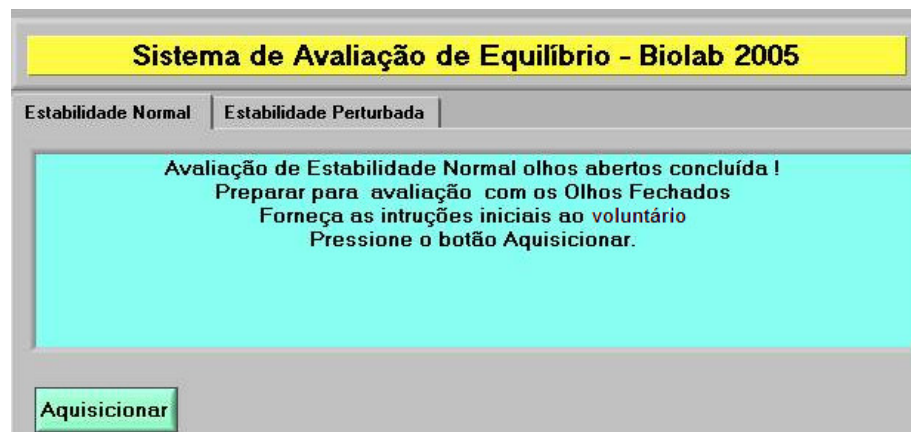 Sistema de Avaliação de Equilíbrio - Biolab 2005
Estabilidade Normal
Estabilidade Perturbada
Avaliação de Estabilidade Normal olhos abertos concluída !
Preparar para avaliação com os Olhos Fechados
Forneça as intruções iniciais ao voluntário
Pressione o botão Aquisicionar.
Aquisicionar